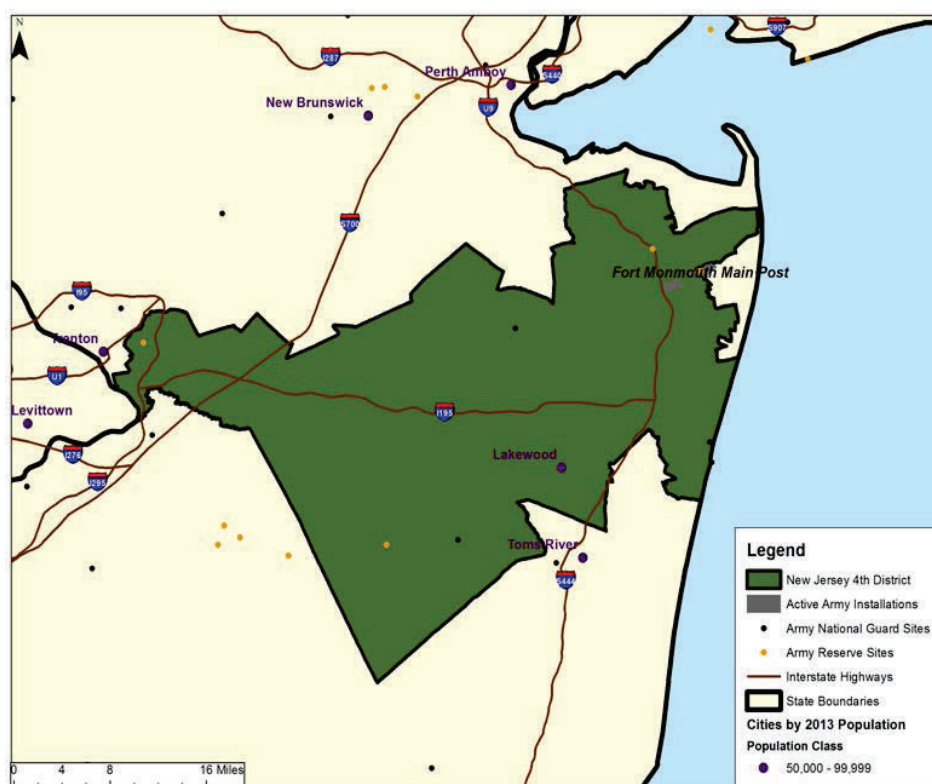 N
S907
I287
Perth Amboy
S440
New Brunswick
U9
S700
Fort Monmouth Main Post
I95
Trenton
U1
Levittown
I195
I276
Lakewood
I295
Toms River
S444
Legend
New Jersey 4th District
Active Army Installations
Army National Guard Sites
Army Reserve Sites
Interstate Highways
State Boundaries
Cities by 2013 Population
Population Class
50,000 - 99,999
0 4 8 16 Miles